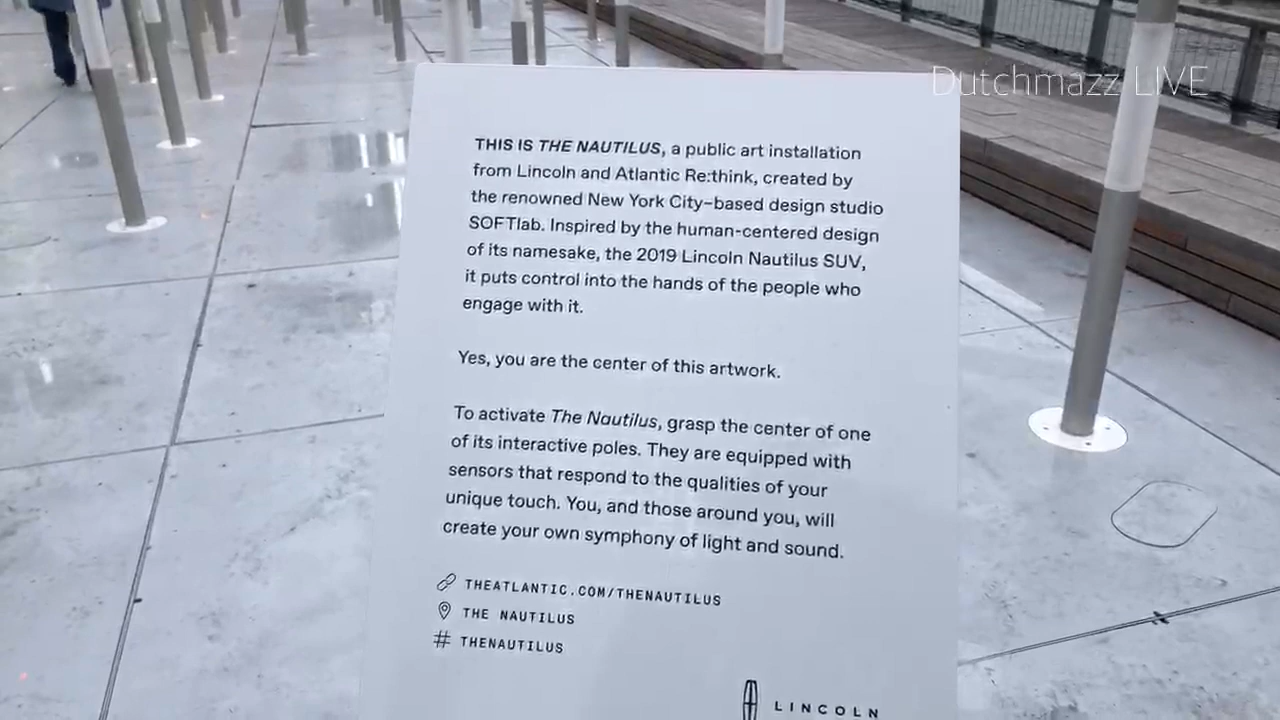 Dutchmazz LIVE
THIS IS THE NAUTILUS, a public art installation
from Lincoln and Atlantic Re:think, created by
the renowned New York City–based design studio
SOFTlab. Inspired by the human-centered design
of its namesake, the 2019 Lincoln Nautilus SUV,
it puts control into the hands of the people who
engage with it.
Yes, you are the center of this artwork.
To activate The Nautilus, grasp the center of one
of its interactive poles. They are equipped with
sensors that respond to the qualities of your
unique touch. You, and those around you, will
create your own symphony of light and sound.
THEATLANTIC.COM/THENAUTILUS
THE NAUTILUS
# THENAUTILUS
LINCOLN